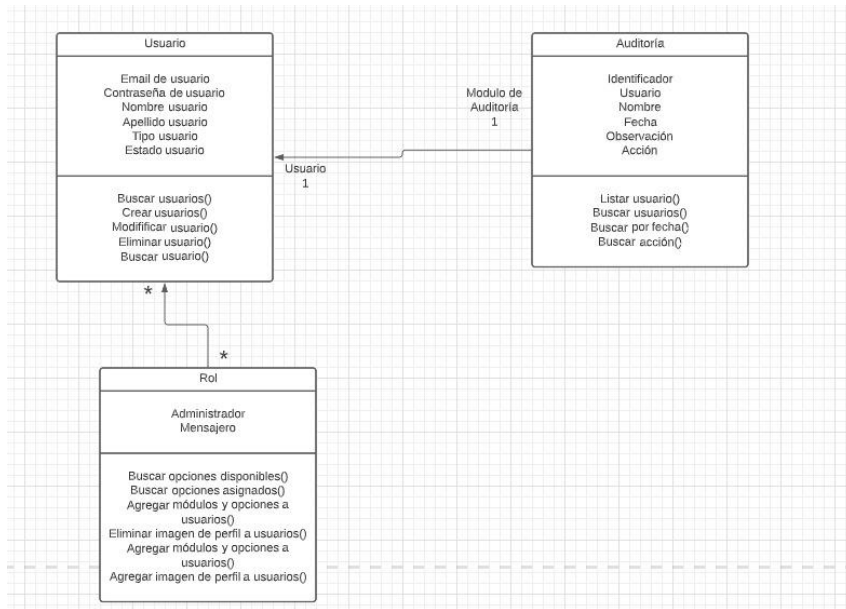 Usuario
Email de usuario
Contraseña de usuario
Nombre usuario
Apellido usuario
Tipo usuario
Estado usuario
Buscar usuarios()
Crear usuarios()
Modifificar usuario()
Eliminar usuario()
Buscar usuario()
*
Usuario
1
Modulo de
Auditoría
1
Auditoría
Identificador
Usuario
Nombre
Fecha
Observación
Acción
Listar usuario()
Buscar usuarios()
Buscar por fecha()
Buscar acción()
*
Rol
Administrador
Mensajero
Buscar opciones disponibles()
Buscar opciones asignados()
Agregar módulos y opciones a
usuarios()
Eliminar imagen de perfil a usuarios()
Agregar módulos y opciones a
usuarios()
Agregar imagen de perfil a usuarios()